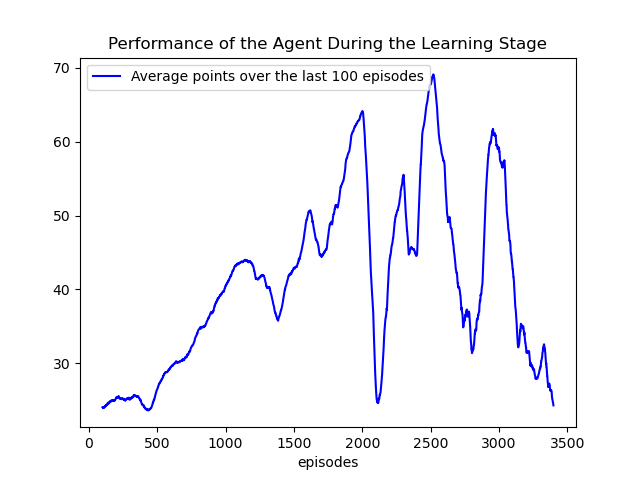 Performance of the Agent During the Learning Stage
Average points over the last 100 episodes
70
60
50
40
30
0 500 1000 1500 2000 2500 3000 3500
episodes